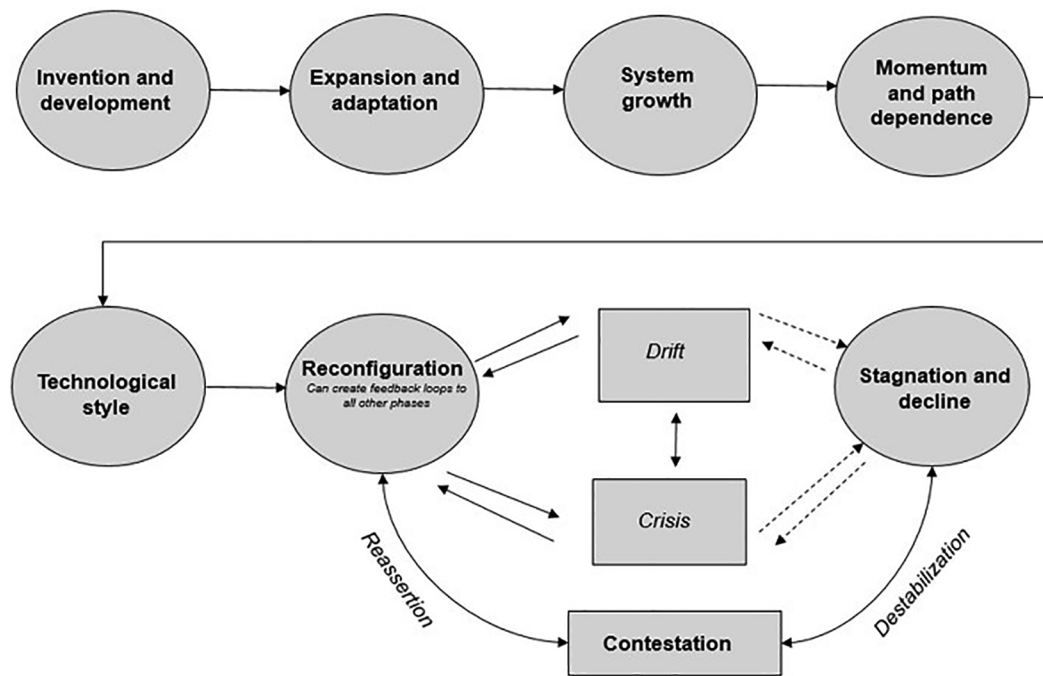 Invention and
development
Expansion and
adaptation
System
growth
Momentum
and path
dependence
Technological
style
Reconfiguration
Can create feedback loops to
all other phases
Drift
Stagnation and
decline
Crisis
Reassertion
Destabilization
Contestation